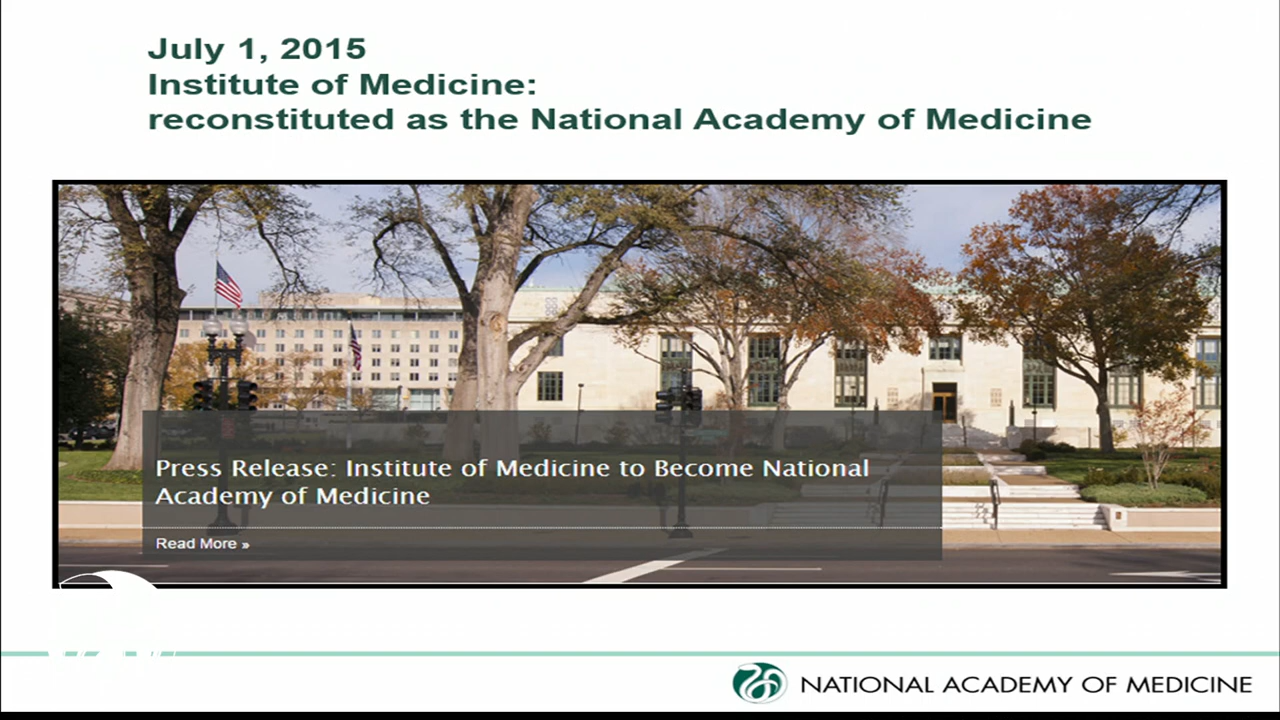 July 1, 2015
Institute of Medicine:
reconstituted as the National Academy of Medicine
Press Release: Institute of Medicine to Become National
Academy of Medicine
Read More »
NATIONAL ACADEMY OF MEDICINE